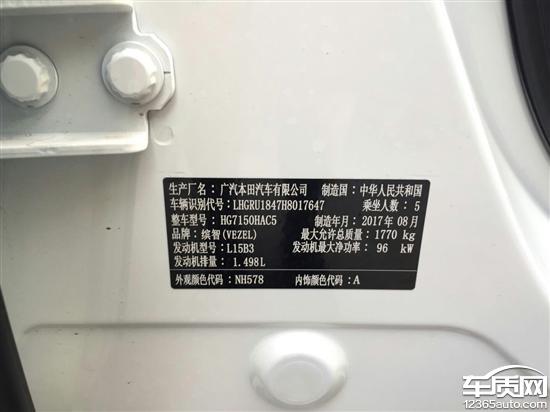 生产厂名：广汽本田汽车有限公司 制造国：中华人民共和国
车辆识别代号：LHGRU1847H8017647 乘坐人数：5
整车型号：HG7150HAC5 制造年月：2017年08月
品牌：缤智(VEZEL) 最大允许总质量：1770 kg
发动机型号：L15B3 发动机最大净功率：96 kW
发动机排量：1.498L
外观颜色代码：NH578 内饰颜色代码：A
车质网
12365auto.com